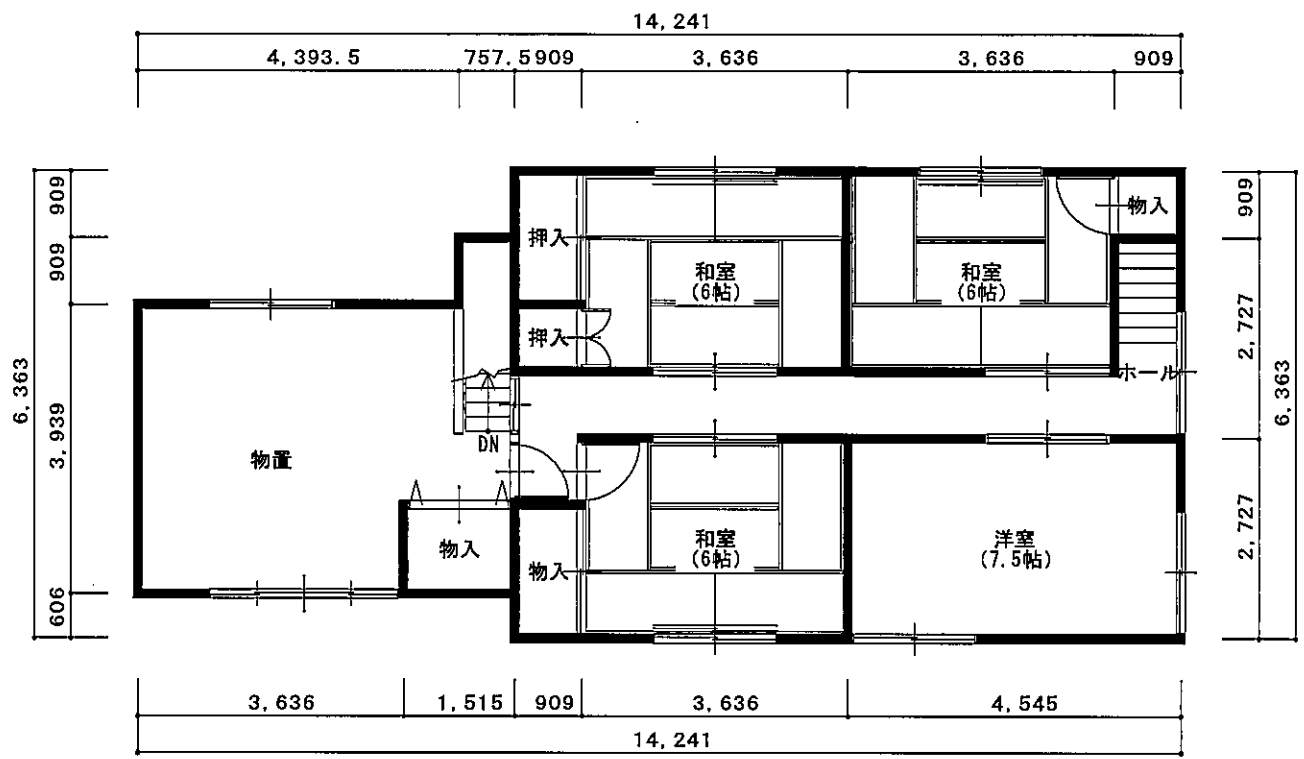 14,241
4,393.5
757.5
909
3,636
3,636
909
909
909
3,939
606
6,363
909
2,727
2,727
6,363
押入
和室
(6帖)
和室
(6帖)
物入
押入
ホール
DN
物置
物入
物入
和室
(6帖)
洋室
(7.5帖)
3,636
1,515
909
3,636
4,545
14,241